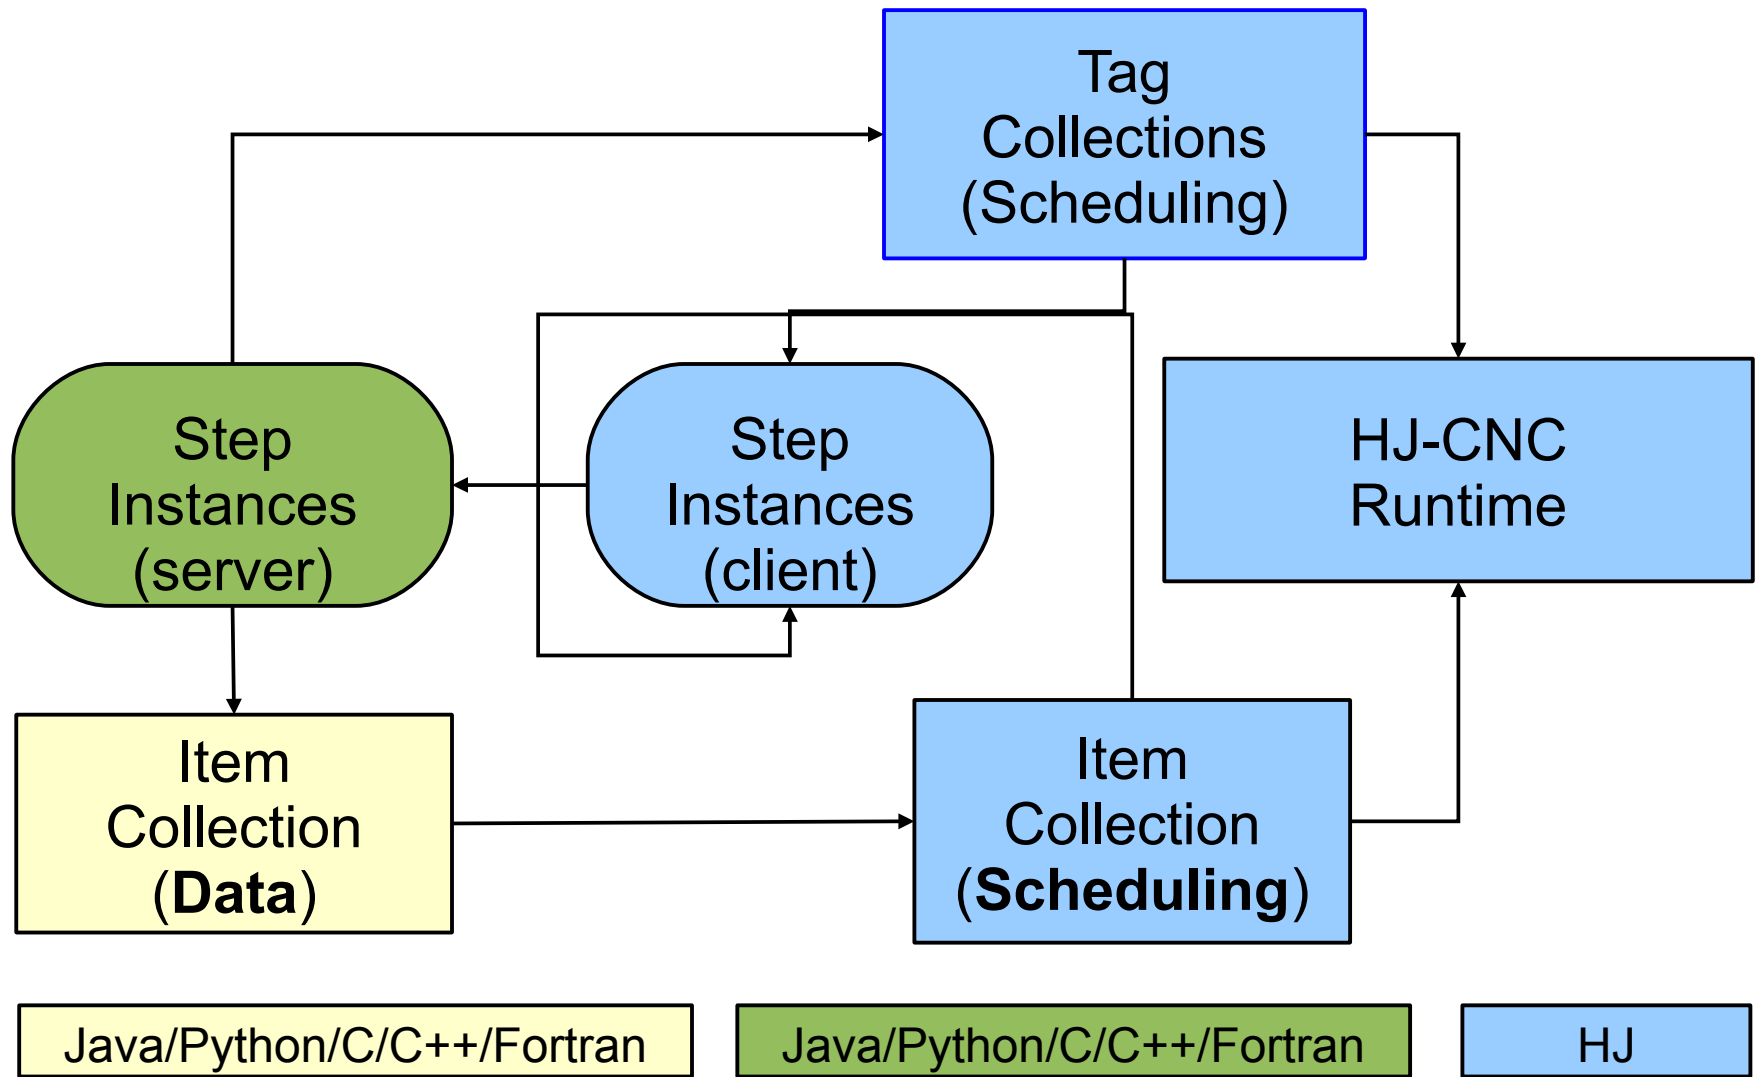 Tag
Collections
(Scheduling)
Step
Instances
(server)
Step
Instances
(client)
HJ-CNC
Runtime
Item
Collection
(Data)
Item
Collection
(Scheduling)
Java/Python/C/C++/Fortran
Java/Python/C/C++/Fortran
HJ